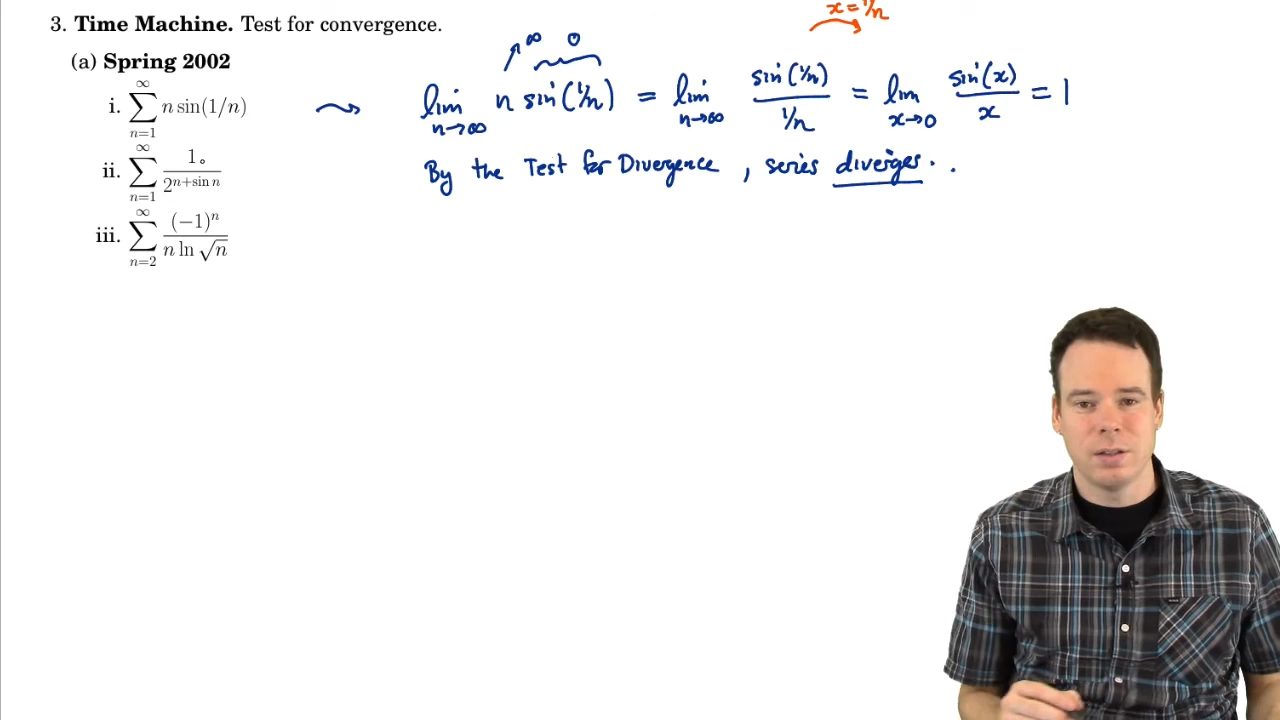 3. Time Machine. Test for convergence.
x = 1/n
(a) Spring 2002
↗∞ 0
i. ∑_{n=1}^{∞} n sin(1/n) ⇝ lim_{n→∞} n sin(1/n) = lim_{n→∞} sin(1/n) / (1/n) = lim_{x→0} sin(x) / x = 1
By the Test for Divergence, series diverges.
ii. ∑_{n=1}^{∞} 1 / 2^{n+sin n}
iii. ∑_{n=2}^{∞} (−1)^n / (n ln √n)